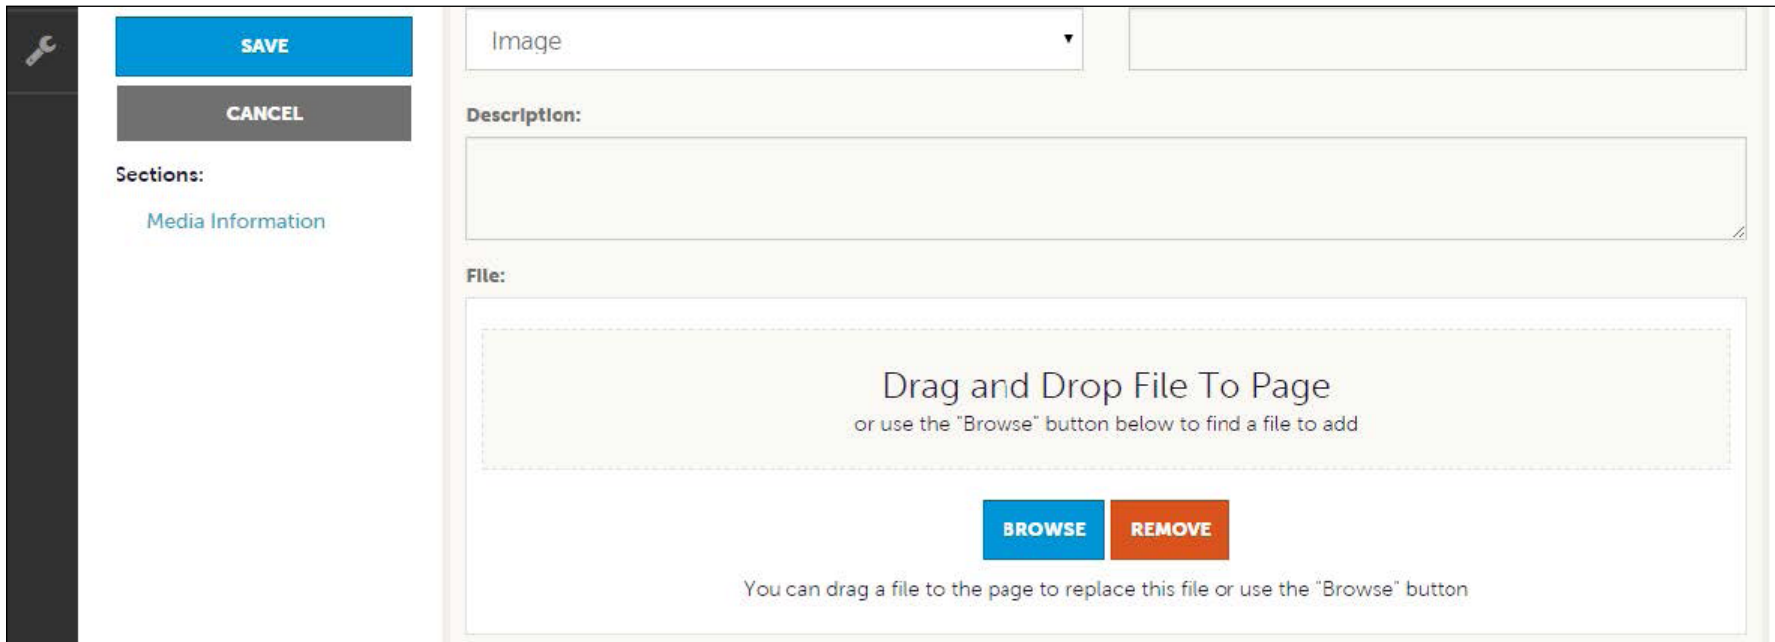 SAVE
CANCEL
Sections:
Media Information
Image
Description:
File:
Drag and Drop File To Page
or use the "Browse" button below to find a file to add
BROWSE REMOVE
You can drag a file to the page to replace this file or use the "Browse" button